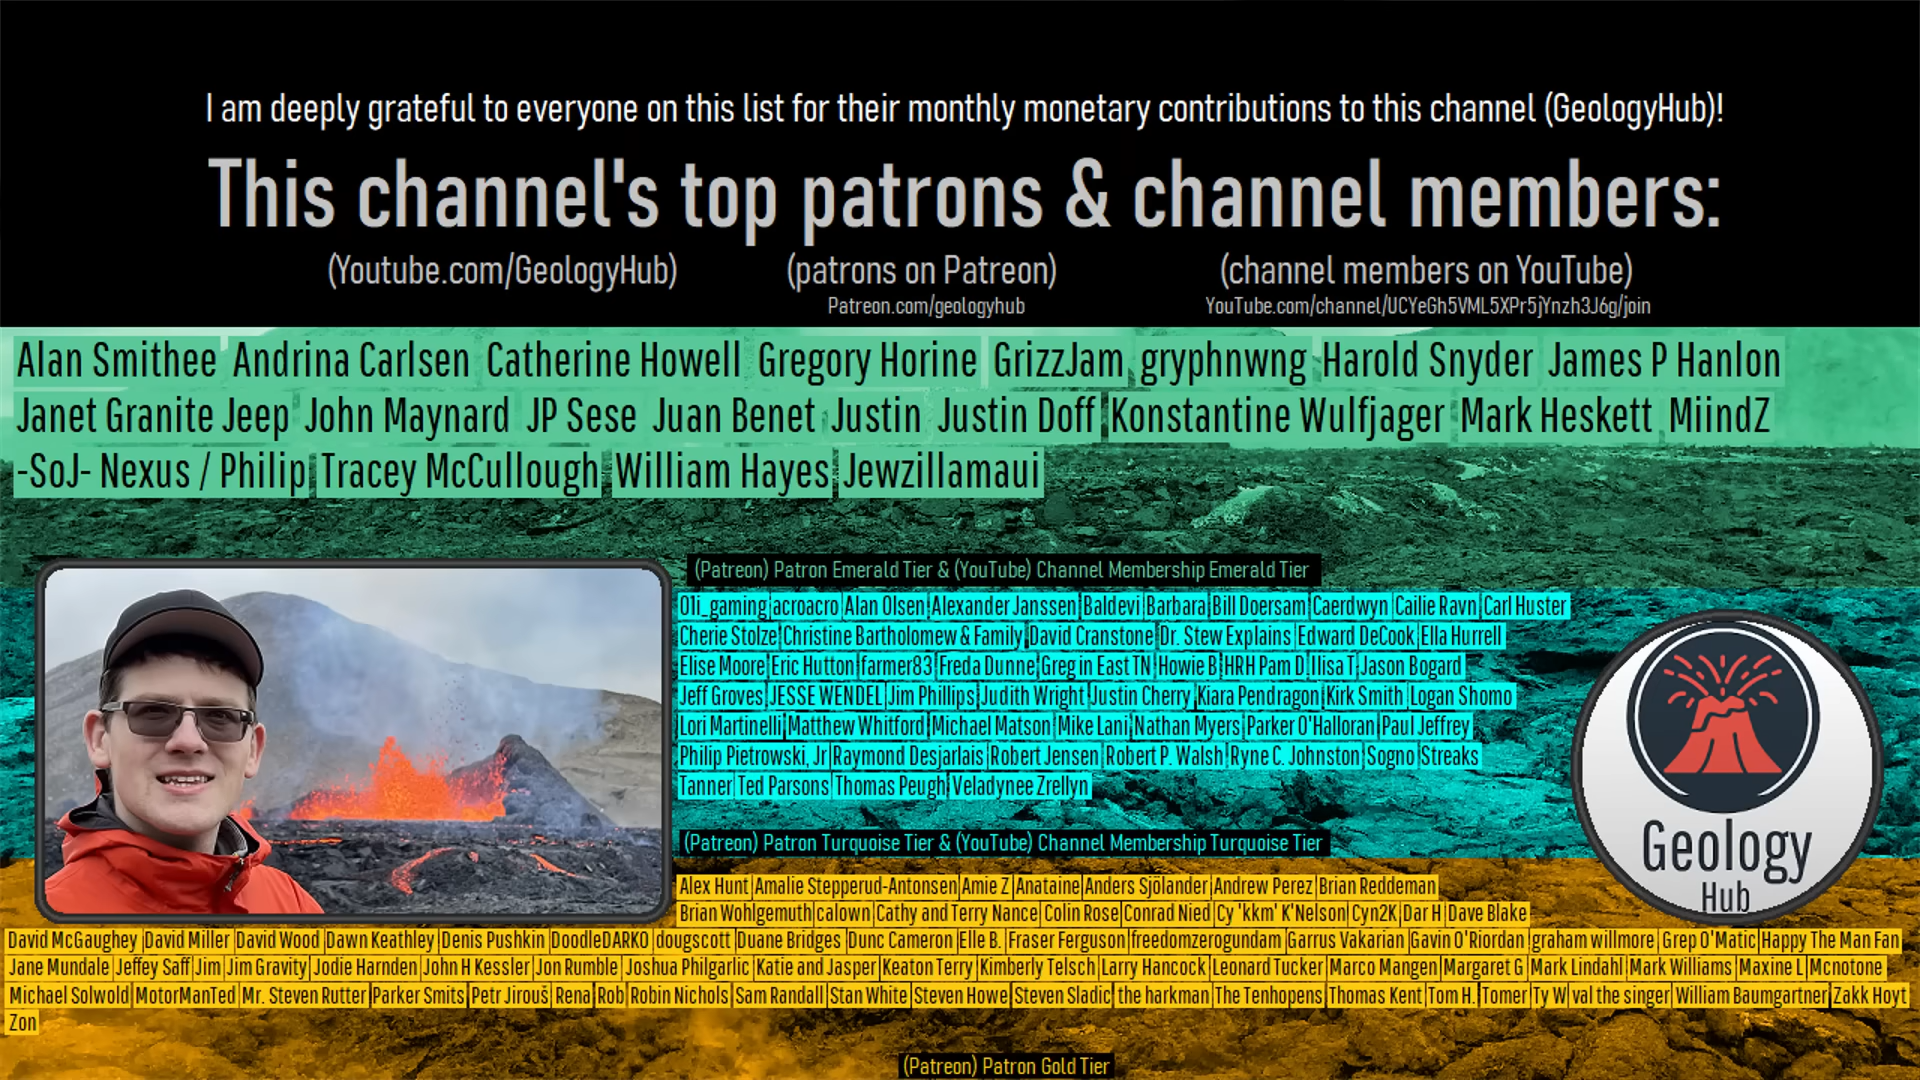 I am deeply grateful to everyone on this list for their monthly monetary contributions to this channel (GeologyHub)!
This channel's top patrons & channel members:
(Youtube.com/GeologyHub) (patrons on Patreon) (channel members on YouTube)
Patreon.com/geologyhub YouTube.com/channel/UCYeGh5VML5XPr5jYnzh3J6g/join
Alan Smithee Andrina Carlsen Catherine Howell Gregory Horine GrizzJam gryphnwng Harold Snyder James P Hanlon
Janet Granite Jeep John Maynard JP Sese Juan Benet Justin Justin Doff Konstantine Wulfjager Mark Heskett MiindZ
-SoJ- Nexus / Philip Tracey McCullough William Hayes Jewzillamaui
(Patreon) Patron Emerald Tier & (YouTube) Channel Membership Emerald Tier
01i_gaming acroacro Alan Olsen Alexander Janssen Baldevi Barbara Bill Doersam Caerdwyn Cailie Ravn Carl Huster
Cherie Stolze Christine Bartholomew & Family David Cranstone Dr. Stew Explains Edward DeCook Ella Hurrell
Elise Moore Eric Hutton farmer83 Freda Dunne Greg in East TN Howie B HRH Pam D Ilisa T Jason Bogard
Jeff Groves JESSE WENDEL Jim Phillips Judith Wright Justin Cherry Kiara Pendragon Kirk Smith Logan Shomo
Lori Martinelli Matthew Whitford Michael Matson Mike Lani Nathan Myers Parker O'Halloran Paul Jeffrey
Philip Pietrowski, Jr Raymond Desjarlais Robert Jensen Robert P. Walsh Ryne C. Johnston Sogno Streaks
Tanner Ted Parsons Thomas Peugh Veladynee Zrellyn
(Patreon) Patron Turquoise Tier & (YouTube) Channel Membership Turquoise Tier
Geology
Hub
Alex Hunt Amalie Stepperud-Antonsen Amie Z Anataine Anders Sjölander Andrew Perez Brian Reddeman
Brian Wohlgemuth calown Cathy and Terry Nance Colin Rose Conrad Nied Cy 'kkm' K'Nelson Cyn2K Dar H Dave Blake
David McGaughey David Miller David Wood Dawn Keathley Denis Pushkin DoodleDARKO dougscott Duane Bridges Dunc Cameron Elle B. Fraser Ferguson freedomzerogundam Garrus Vakarian Gavin O'Riordan graham willmore Grep O'Matic Happy The Man Fan
Jane Mundale Jeffey Saff Jim Jim Gravity Jodie Harnden John H Kessler Jon Rumble Joshua Philgarlic Katie and Jasper Keaton Terry Kimberly Telsch Larry Hancock Leonard Tucker Marco Mangen Margaret G Mark Lindahl Mark Williams Maxine L Mcnotone
Michael Solwold MotorManTed Mr. Steven Rutter Parker Smits Petr Jirouš Rena Rob Robin Nichols Sam Randall Stan White Steven Howe Steven Sladic the harkman The Tenhopens Thomas Kent Tom H. Tomer Ty W val the singer William Baumgartner Zakk Hoyt
Zon
(Patreon) Patron Gold Tier